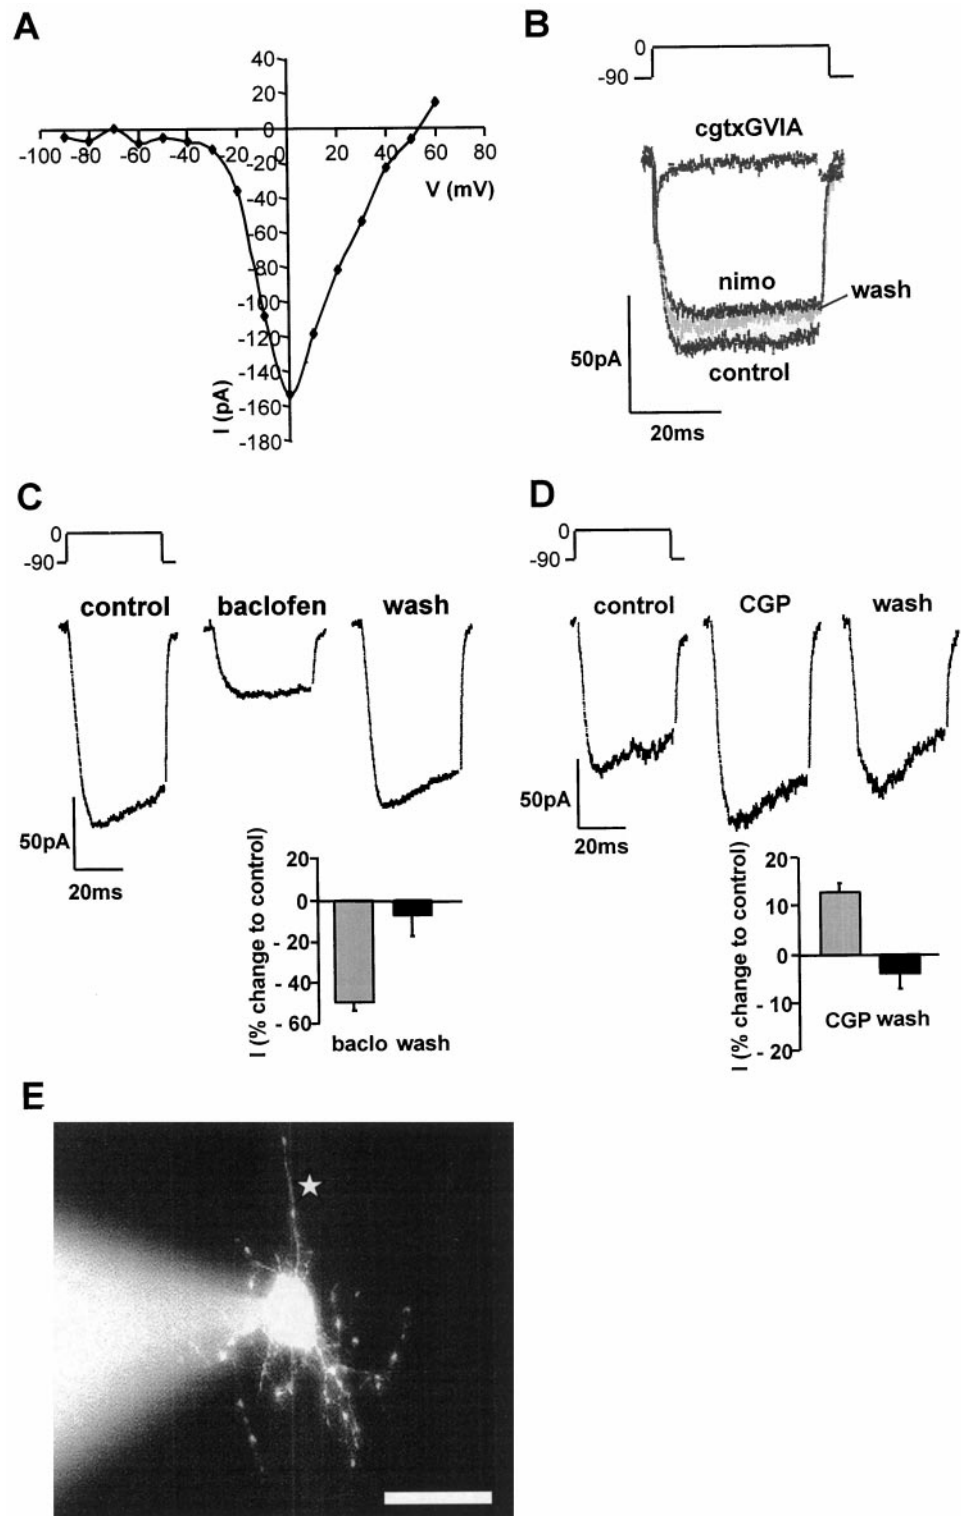 A
40
20
0
-100 -80 -60 -40 -20 0 20 40 60 80
-20
V (mV)
-40
-60
-80
-100
-120
-140
-160
-180
I (pA)
B
0
-90
cgtxGVIA
nimo
wash
control
50pA
20ms
C
0
-90
control baclofen wash
50pA
20ms
I (% change to control)
20
0
- 20
- 40
- 60
baclo wash
D
0
-90
control CGP wash
50pA
20ms
I (% change to control)
20
10
0
- 10
- 20
CGP wash
E